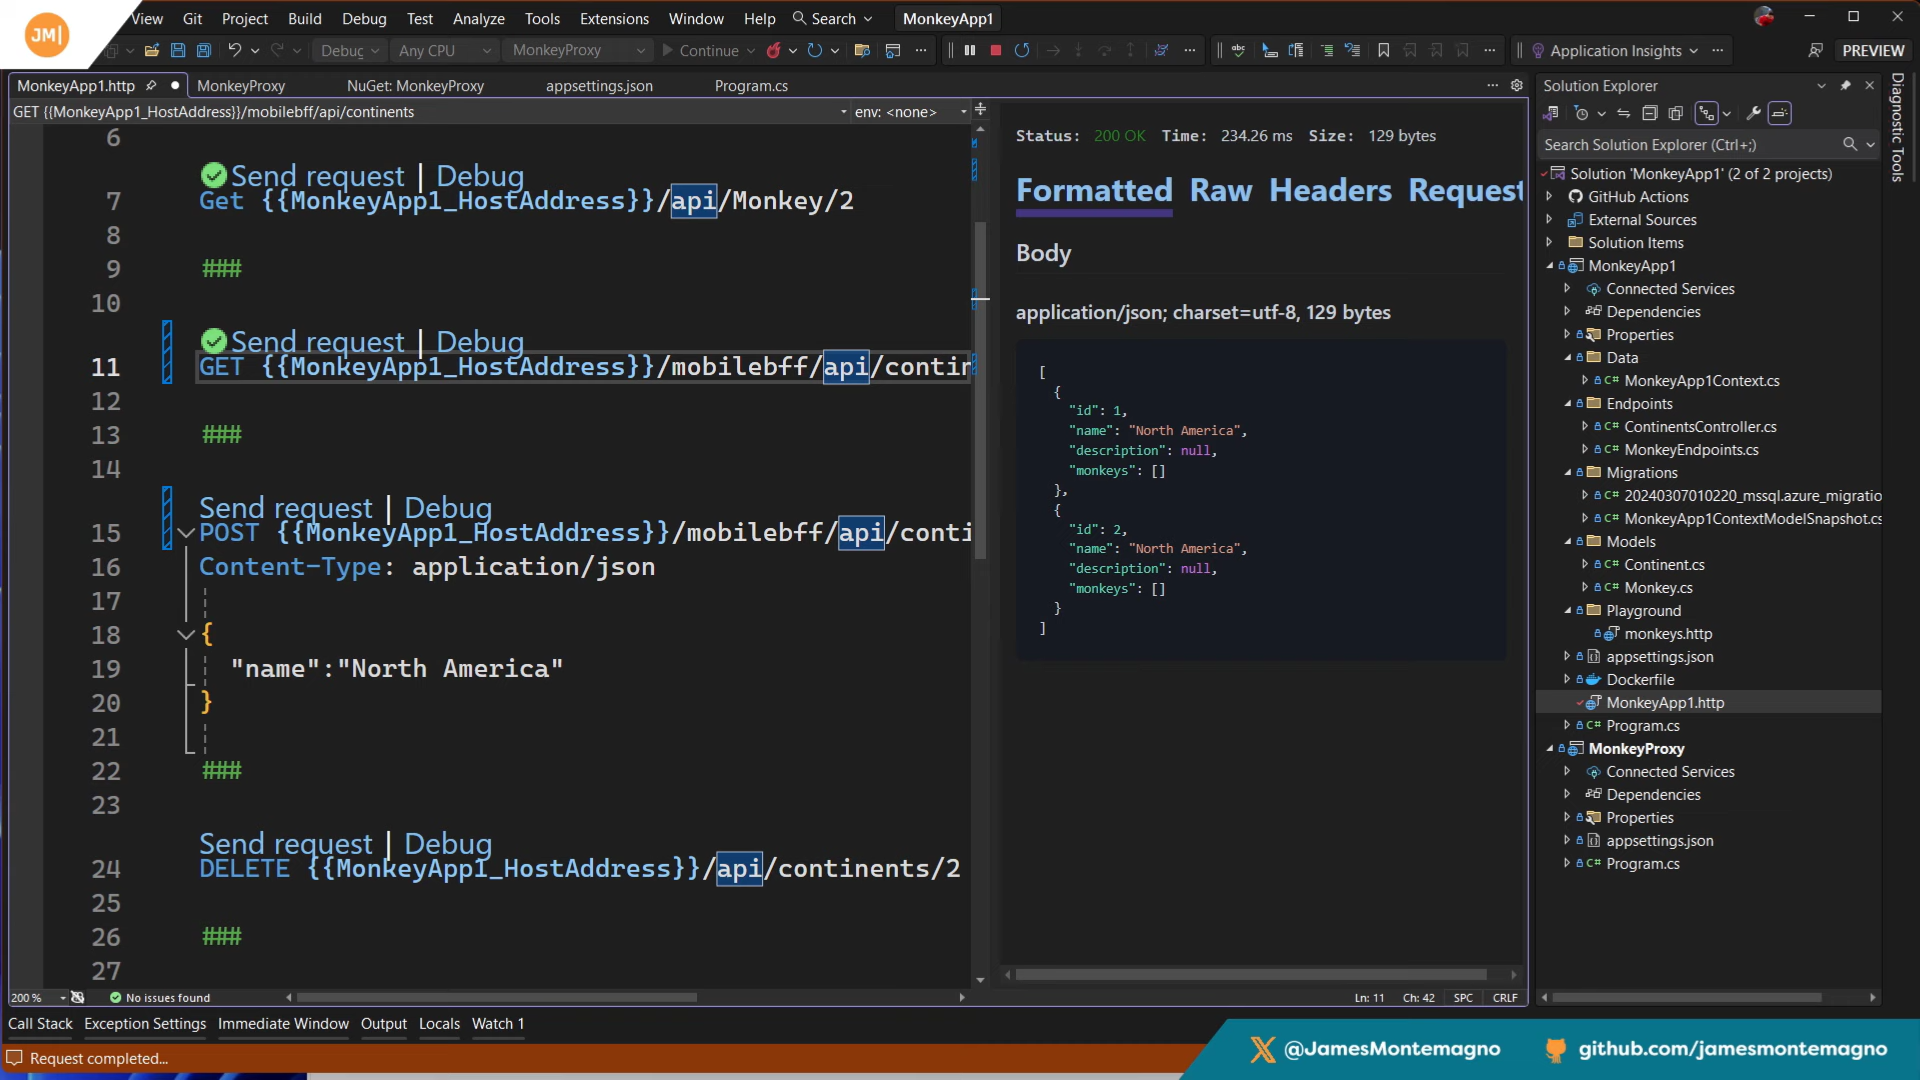 JM|
View Git Project Build Debug Test Analyze Tools Extensions Window Help Search MonkeyApp1
Debug Any CPU MonkeyProxy Continue Application Insights PREVIEW
MonkeyApp1.http MonkeyProxy NuGet: MonkeyProxy appsettings.json Program.cs
GET {{MonkeyApp1_HostAddress}}/mobilebff/api/continents env: <none>
6
Send request | Debug
7 Get {{MonkeyApp1_HostAddress}}/api/Monkey/2
8
9 ###
10
Send request | Debug
11 GET {{MonkeyApp1_HostAddress}}/mobilebff/api/contin
12
13 ###
14
Send request | Debug
15 POST {{MonkeyApp1_HostAddress}}/mobilebff/api/conti
16 Content-Type: application/json
17
18 {
19 "name":"North America"
20 }
21
22 ###
23
Send request | Debug
24 DELETE {{MonkeyApp1_HostAddress}}/api/continents/2
25
26 ###
27
200 % No issues found
Ln: 11 Ch: 42 SPC CRLF
Status: 200 OK Time: 234.26 ms Size: 129 bytes
Formatted Raw Headers Request
Body
application/json; charset=utf-8, 129 bytes
[
{
"id": 1,
"name": "North America",
"description": null,
"monkeys": []
},
{
"id": 2,
"name": "North America",
"description": null,
"monkeys": []
}
]
Solution Explorer
Search Solution Explorer (Ctrl+;)
Solution 'MonkeyApp1' (2 of 2 projects)
GitHub Actions
External Sources
Solution Items
MonkeyApp1
Connected Services
Dependencies
Properties
Data
C# MonkeyApp1Context.cs
Endpoints
C# ContinentsController.cs
C# MonkeyEndpoints.cs
Migrations
C# 20240307010220_mssql.azure_migratio
C# MonkeyApp1ContextModelSnapshot.cs
Models
C# Continent.cs
C# Monkey.cs
Playground
monkeys.http
appsettings.json
Dockerfile
MonkeyApp1.http
C# Program.cs
MonkeyProxy
Connected Services
Dependencies
Properties
appsettings.json
C# Program.cs
Diagnostic Tools
Call Stack Exception Settings Immediate Window Output Locals Watch 1
Request completed...
@JamesMontemagno github.com/jamesmontemagno